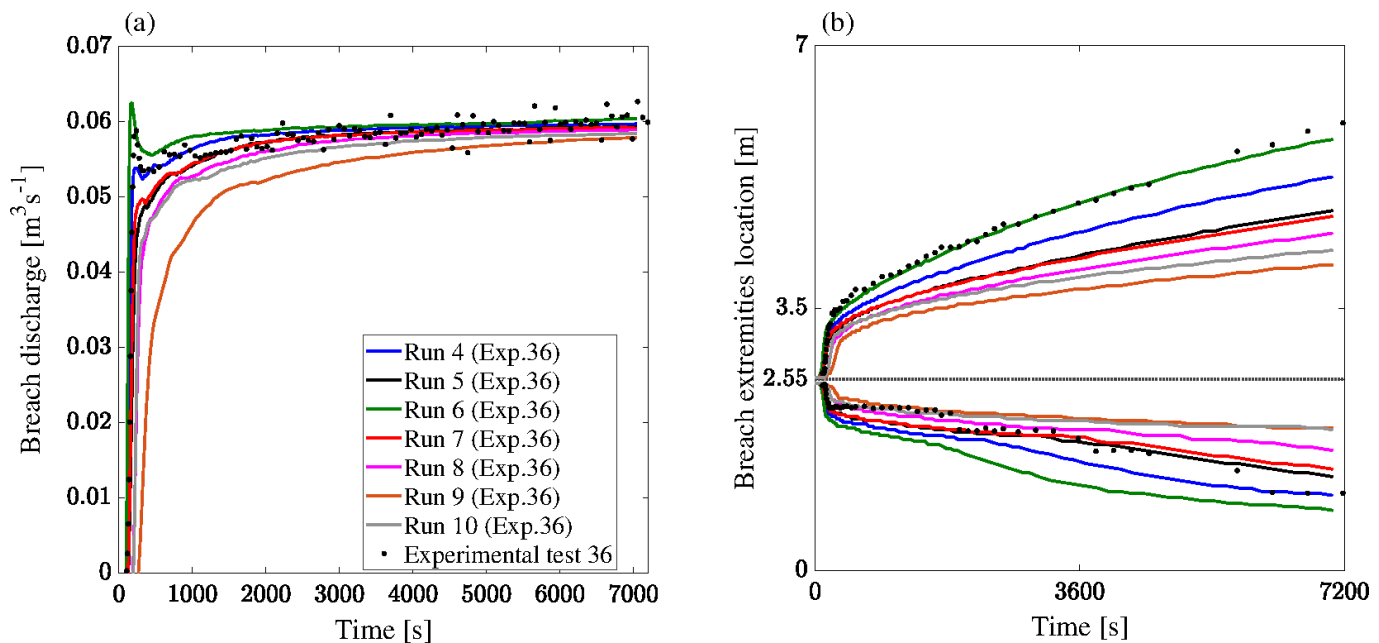 (a)
Breach discharge [m³s⁻¹]
0.07
0.06
0.05
0.04
0.03
0.02
0.01
0
0 1000 2000 3000 4000 5000 6000 7000
Time [s]
Run 4 (Exp.36)
Run 5 (Exp.36)
Run 6 (Exp.36)
Run 7 (Exp.36)
Run 8 (Exp.36)
Run 9 (Exp.36)
Run 10 (Exp.36)
Experimental test 36
(b)
Breach extremities location [m]
7
3.5
2.55
0
0 3600 7200
Time [s]